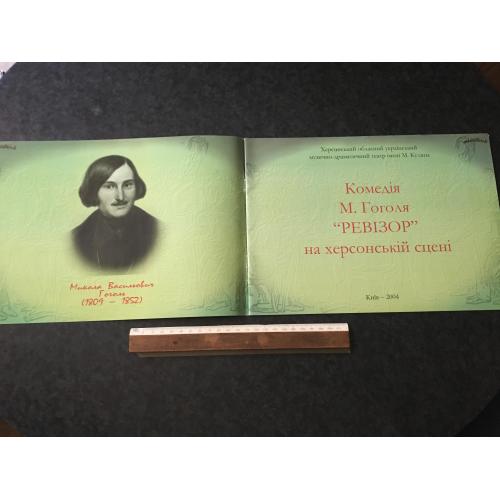 Микола Васильович
Гоголь
(1809 — 1852)
Херсонський обласний український
музично-драматичний театр імені М. Куліша
Комедія
М. Гоголя
“РЕВІЗОР”
на херсонській сцені
Київ – 2004